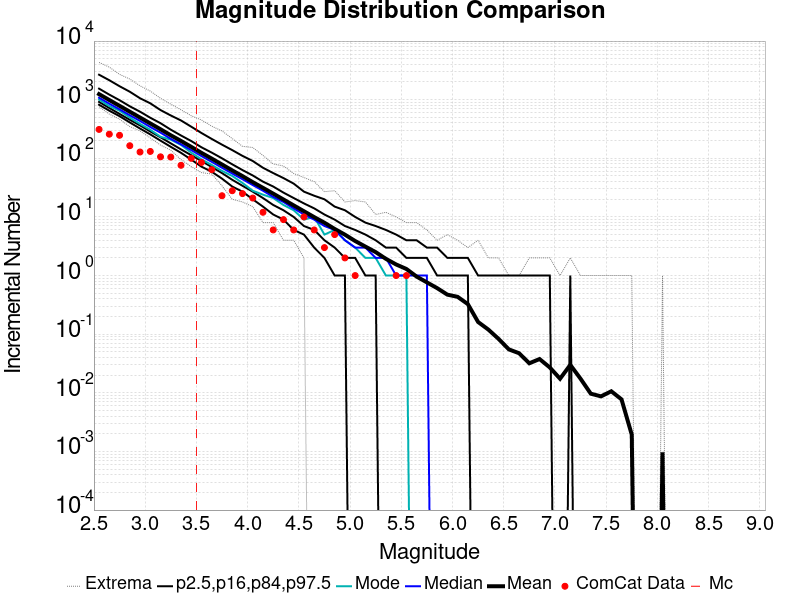 Magnitude Distribution Comparison
10^4
10^3
10^2
10^1
10^0
10^-1
10^-2
10^-3
10^-4
Incremental Number
2.5 3.0 3.5 4.0 4.5 5.0 5.5 6.0 6.5 7.0 7.5 8.0 8.5 9.0
Magnitude
Extrema p2.5,p16,p84,p97.5 Mode Median Mean ComCat Data Mc